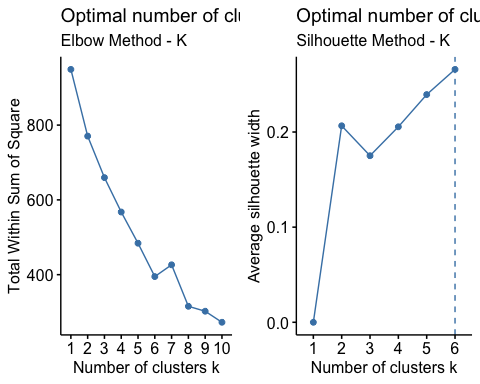 Optimal number of clu
Elbow Method - K
Total Within Sum of Square
800
600
400
1 2 3 4 5 6 7 8 9 10
Number of clusters k
Optimal number of cl
Silhouette Method - K
Average silhouette width
0.2
0.1
0.0
1 2 3 4 5 6
Number of clusters k